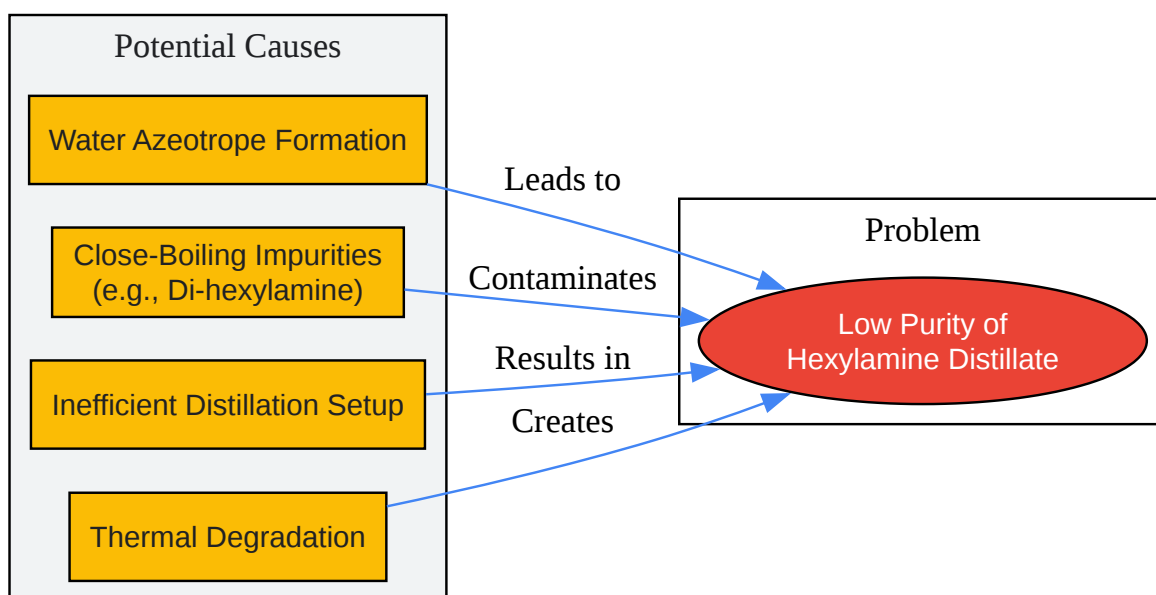 Potential Causes
Water Azeotrope Formation
Close-Boiling Impurities
(e.g., Di-hexylamine)
Inefficient Distillation Setup
Thermal Degradation
Leads to
Contaminates
Results in
Creates
Problem
Low Purity of
Hexylamine Distillate